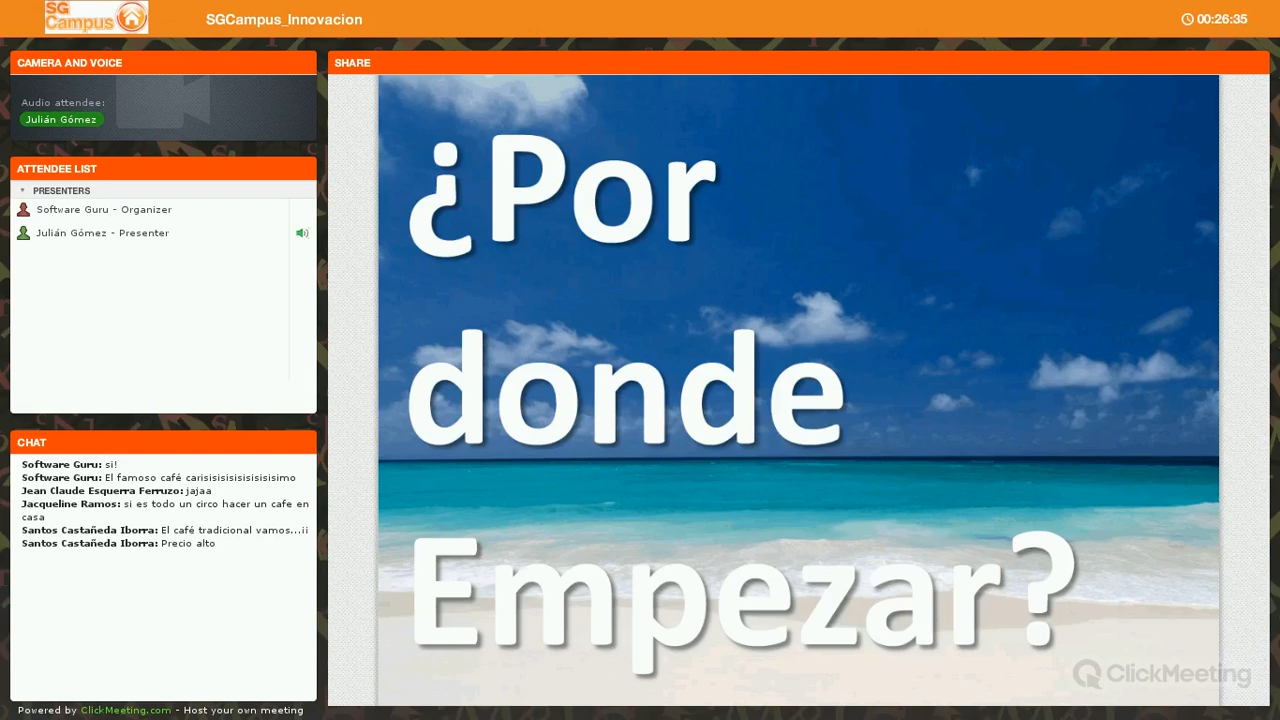 SG
Campus
SGCampus_Innovacion
00:26:35
CAMERA AND VOICE
Audio attendee:
Julián Gómez
ATTENDEE LIST
PRESENTERS
Software Guru - Organizer
Julián Gómez - Presenter
CHAT
Software Guru: si!
Software Guru: El famoso café carisisisisisisisisisimo
Jean Claude Esquerra Ferruzo: jajaa
Jacqueline Ramos: si es todo un circo hacer un cafe en
casa
Santos Castañeda Iborra: El café tradicional vamos...¡¡
Santos Castañeda Iborra: Precio alto
Powered by ClickMeeting.com - Host your own meeting
SHARE
¿Por
donde
Empezar?
ClickMeeting